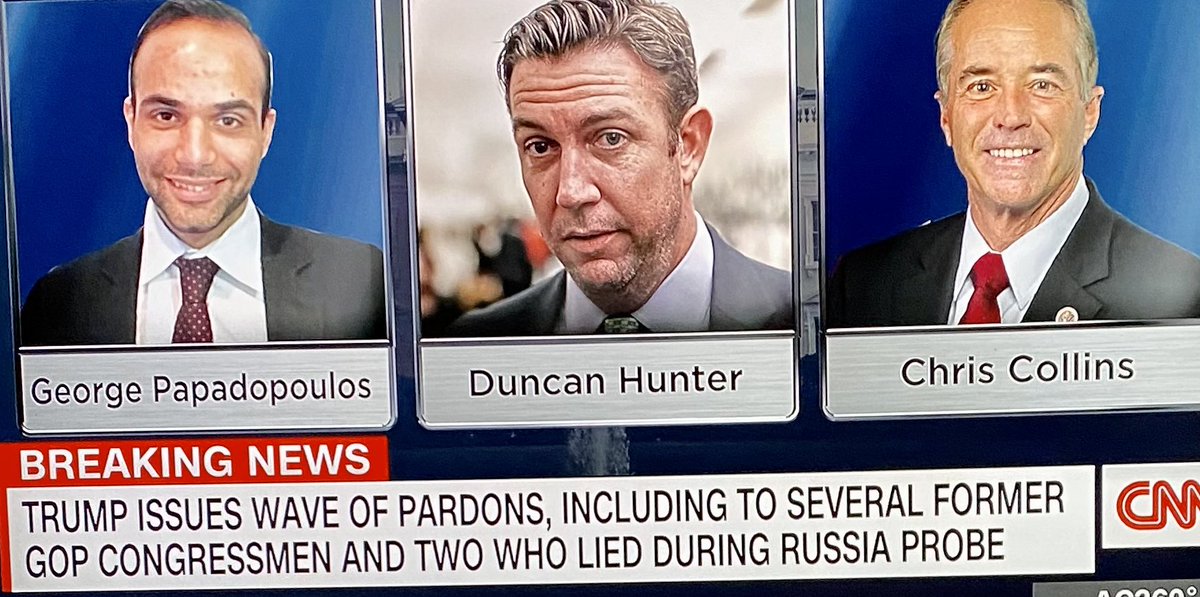 George Papadopoulos
Duncan Hunter
Chris Collins
BREAKING NEWS
TRUMP ISSUES WAVE OF PARDONS, INCLUDING TO SEVERAL FORMER
GOP CONGRESSMEN AND TWO WHO LIED DURING RUSSIA PROBE
CNN
AC360°